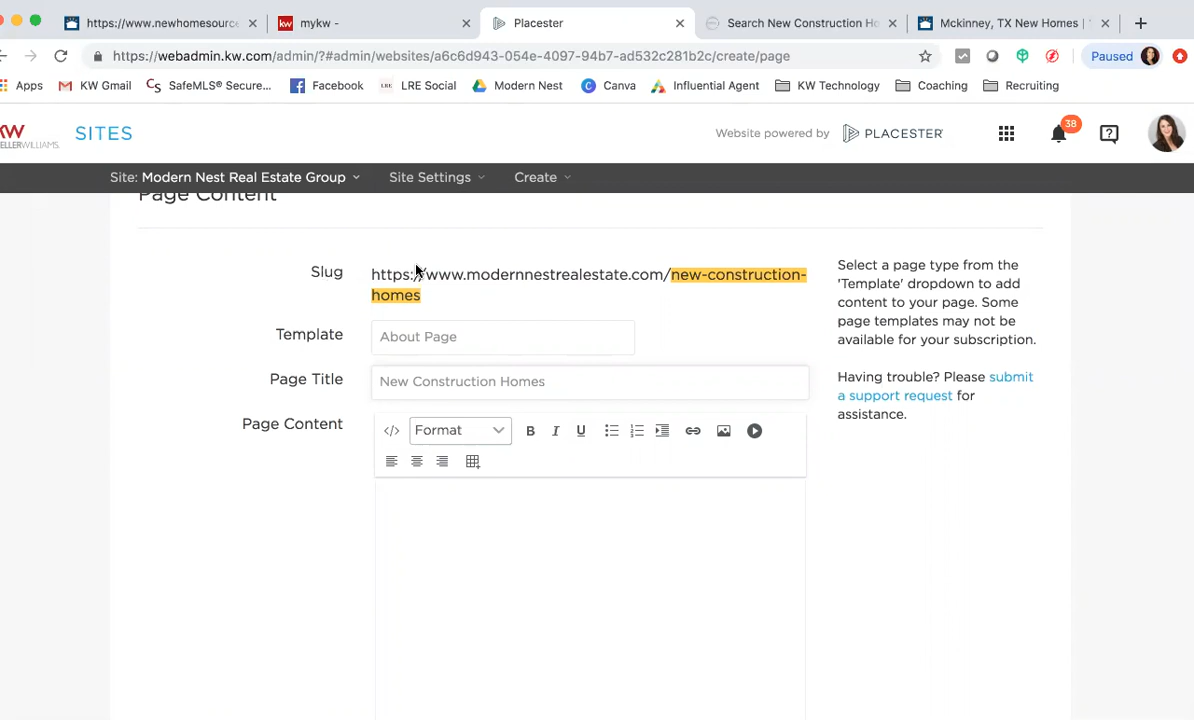 https://www.newhomesource
mykw -
Placester
Search New Construction Ho
Mckinney, TX New Homes |
https://webadmin.kw.com/admin/?#admin/websites/a6c6d943-054e-4097-94b7-ad532c281b2c/create/page
Paused
Apps
KW Gmail
SafeMLS® Secure...
Facebook
LRE Social
Modern Nest
Canva
Influential Agent
KW Technology
Coaching
Recruiting
KW
KELLERWILLIAMS.
SITES
Website powered by
PLACESTER
38
Site: Modern Nest Real Estate Group
Site Settings
Create
Page Content
Slug
https://www.modernnestrealestate.com/new-construction-
homes
Template
About Page
Page Title
New Construction Homes
Page Content
Format
B
I
U
Select a page type from the
'Template' dropdown to add
content to your page. Some
page templates may not be
available for your subscription.
Having trouble? Please submit
a support request for
assistance.